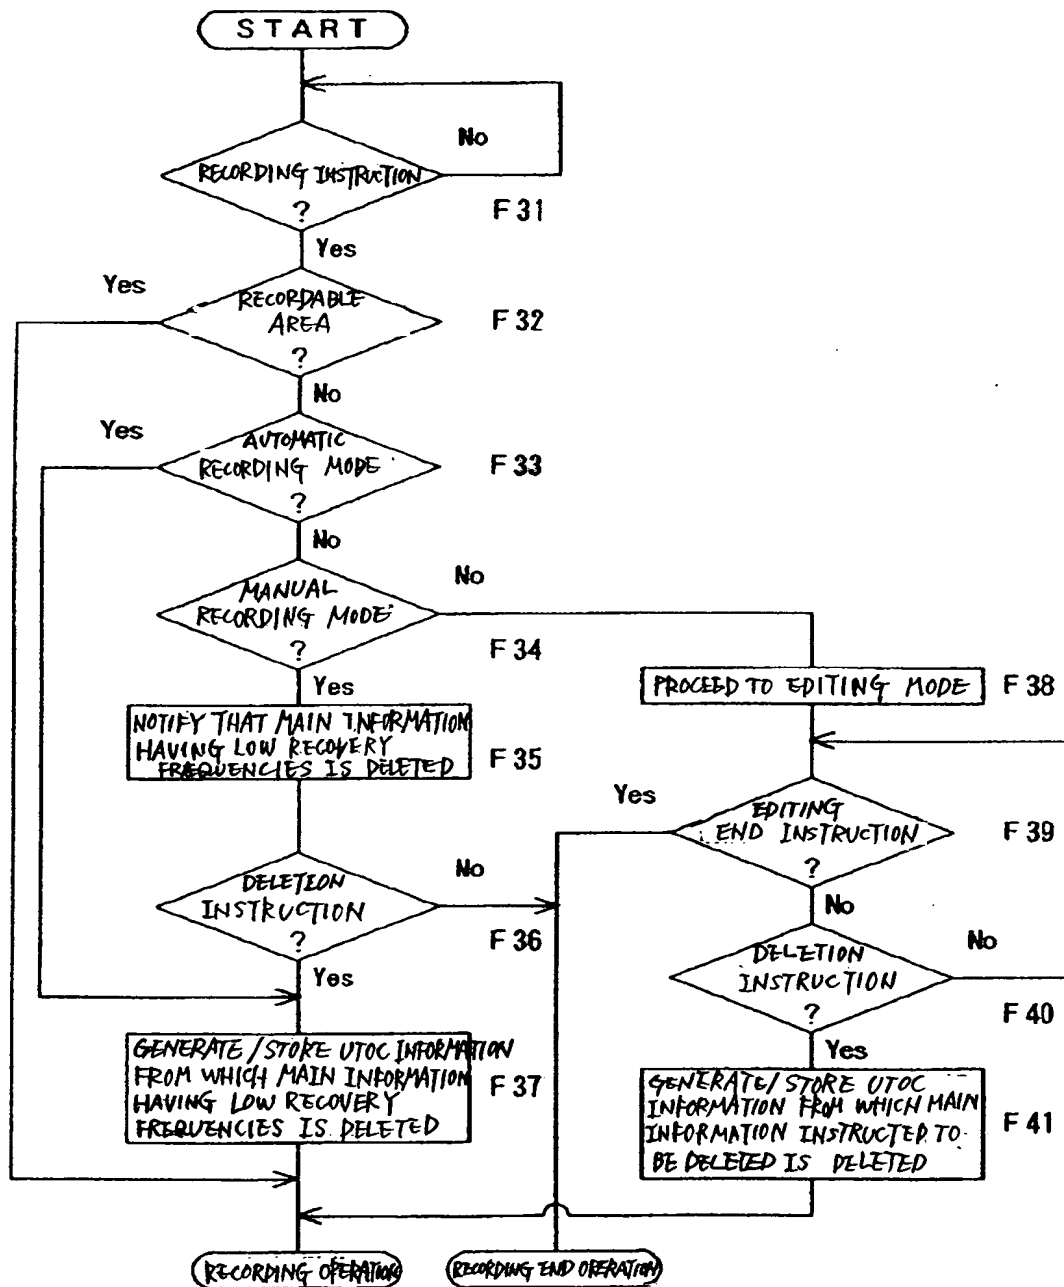 START
No
RECORDING INSTRUCTION
?
F31
Yes
Yes
RECORDABLE
AREA
?
F32
No
Yes
AUTOMATIC
RECORDING MODE
?
F33
No
MANUAL
RECORDING MODE
?
No
F34
Yes
NOTIFY THAT MAIN INFORMATION
HAVING LOW RECOVERY
FREQUENCIES IS DELETED
F35
DELETION
INSTRUCTION
?
No
F36
Yes
GENERATE/STORE UTOC INFORMATION
FROM WHICH MAIN INFORMATION
HAVING LOW RECOVERY
FREQUENCIES IS DELETED
F37
PROCEED TO EDITING MODE
F38
Yes
EDITING
END INSTRUCTION
?
F39
No
DELETION
INSTRUCTION
?
No
F40
Yes
GENERATE/STORE UTOC
INFORMATION FROM WHICH MAIN
INFORMATION INSTRUCTED TO
BE DELETED IS DELETED
F41
RECORDING OPERATION
RECORDING END OPERATION